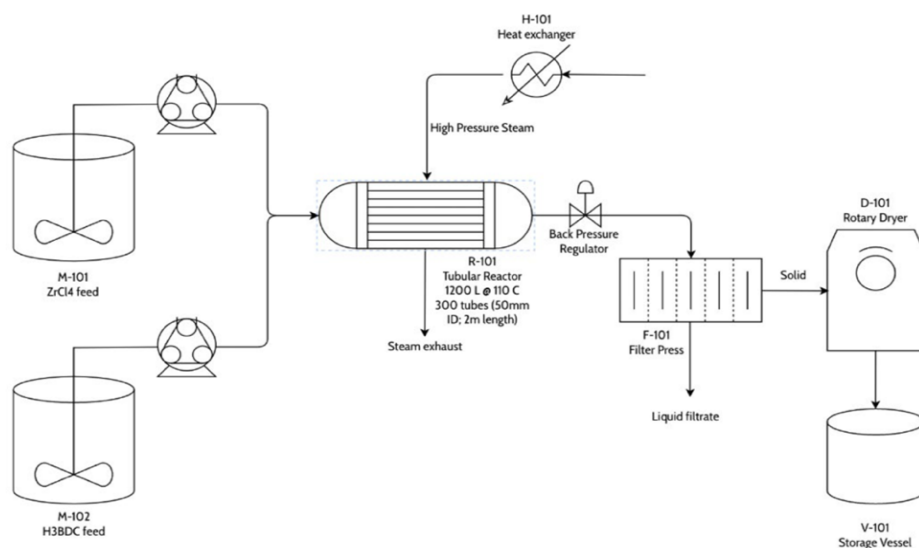 H-101
Heat exchanger
High Pressure Steam
M-101
ZrCl4 feed
R-101
Tubular Reactor
1200 L @ 110 C
300 tubes (50mm
ID; 2m length)
Steam exhaust
Back Pressure
Regulator
D-101
Rotary Dryer
Solid
F-101
Filter Press
Liquid filtrate
M-102
H3BDC feed
V-101
Storage Vessel